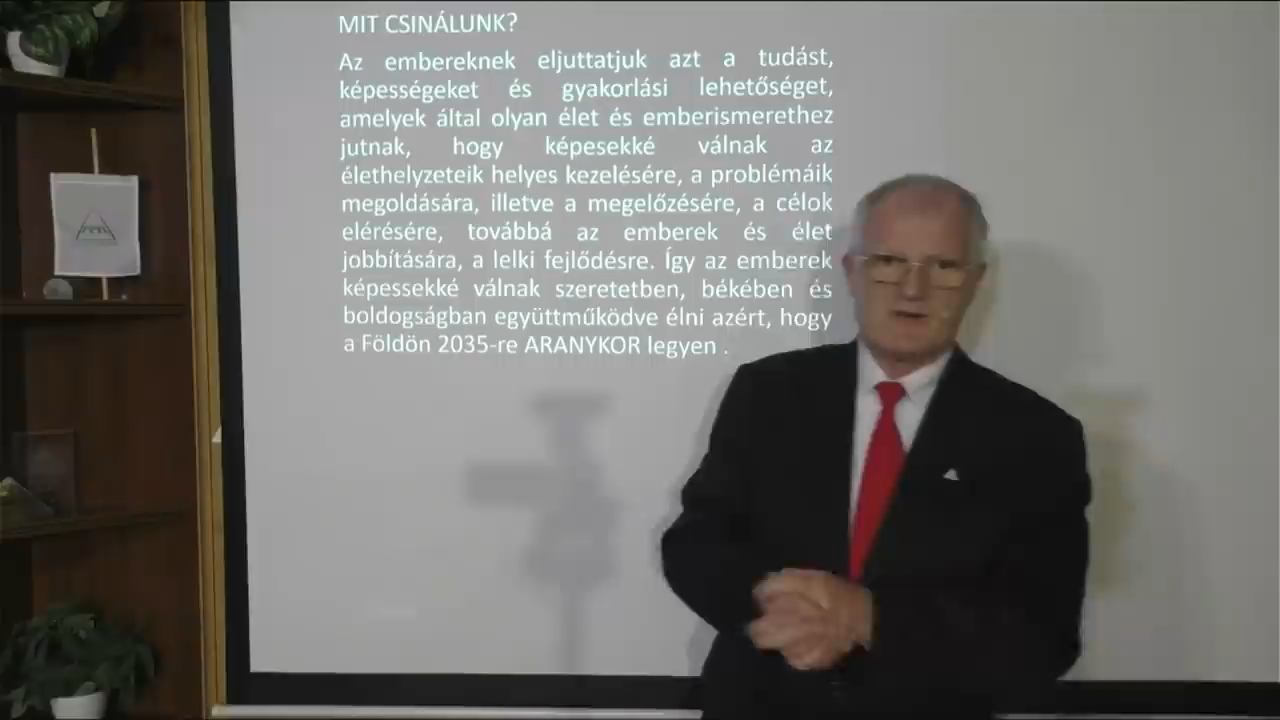 MIT CSINÁLUNK?
Az embereknek eljuttatjuk azt a tudást,
képességeket és gyakorlási lehetőséget,
amelyek által olyan élet és emberismerethez
jutnak, hogy képesekké válnak az
élethelyzeteik helyes kezelésére, a problémáik
megoldására, illetve a megelőzésére, a célok
elérésére, továbbá az emberek és élet
jobbítására, a lelki fejlődésre. Így az emberek
képessekké válnak szeretetben, békében és
boldogságban együttműködve élni azért, hogy
a Földön 2035-re ARANYKOR legyen .